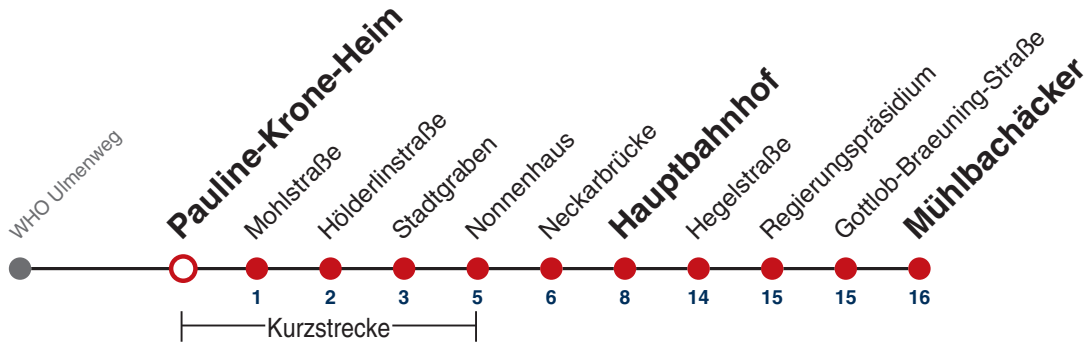 WHO Ulmenweg
Pauline-Krone-Heim
Mohlstraße
Hölderlinstraße
Stadtgraben
Nonnenhaus
Neckarbrücke
Hauptbahnhof
Hegelstraße
Regierungspräsidium
Gottlob-Braeuning-Straße
Mühlbachäcker
1 2 3 5 6 8 14 15 15 16
Kurzstrecke